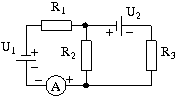 R1
U2
+ −
U1
+
−
R2
R3
− A +